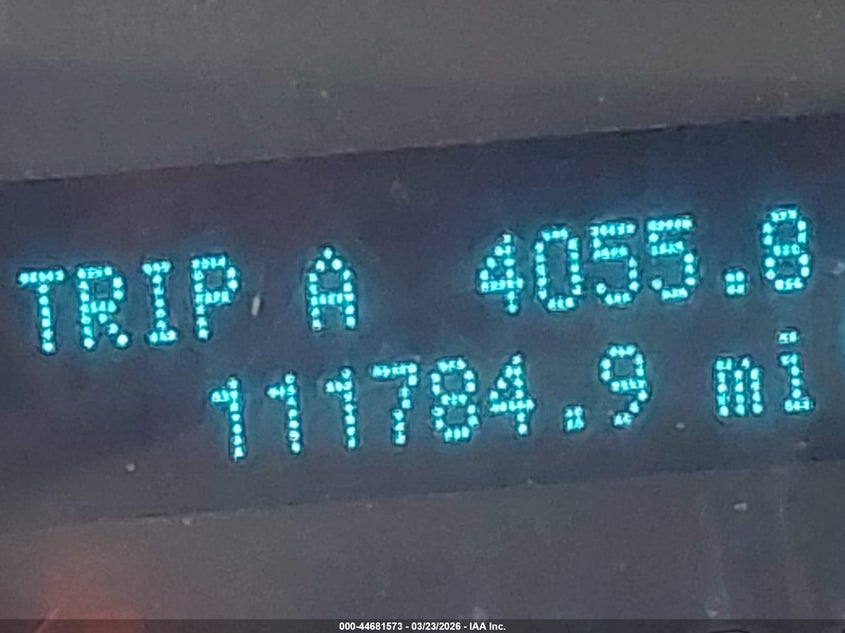 TRIP A 4055.8
111784.9 mi
000-44681573 - 03/23/2026 - IAA Inc.